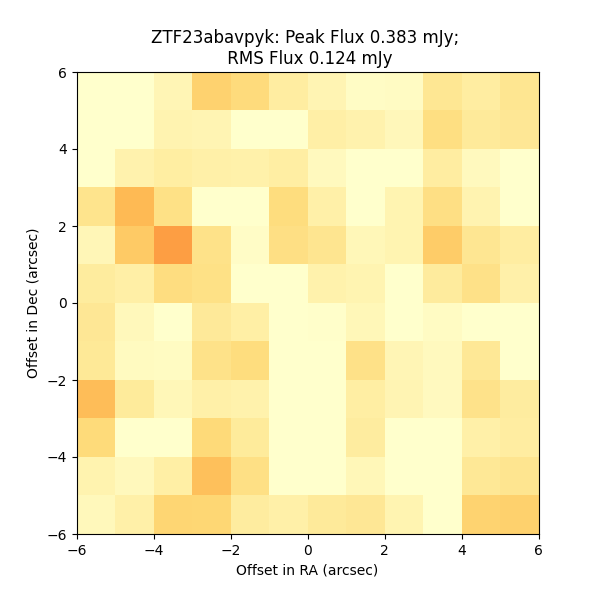 ZTF23abavpyk: Peak Flux 0.383 mJy;
RMS Flux 0.124 mJy
6
4
2
0
−2
−4
−6
Offset in Dec (arcsec)
−6 −4 −2 0 2 4 6
Offset in RA (arcsec)